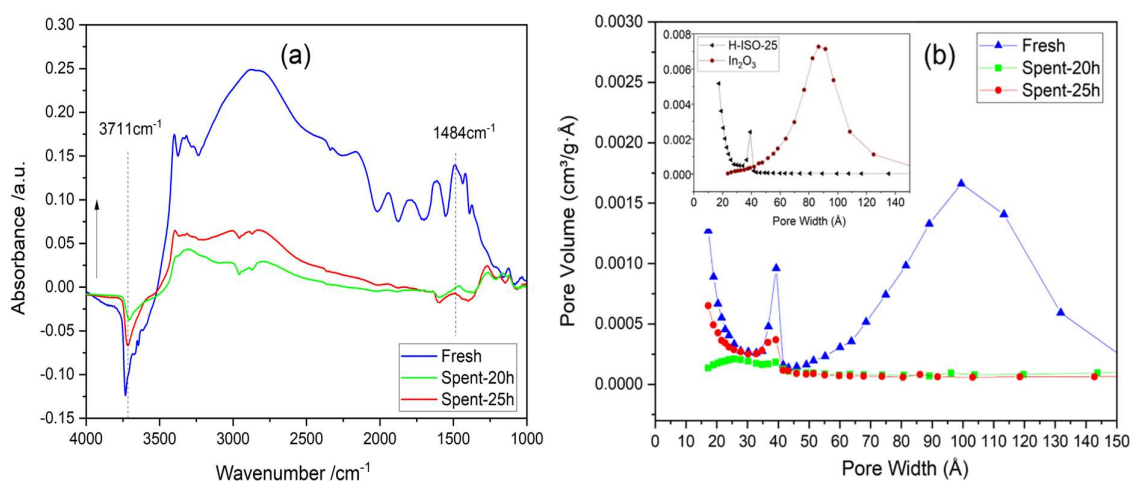 (a)
3711cm⁻¹
1484cm⁻¹
Absorbance /a.u.
0.30
0.25
0.20
0.15
0.10
0.05
0.00
-0.05
-0.10
-0.15
Fresh
Spent-20h
Spent-25h
4000 3500 3000 2500 2000 1500 1000
Wavenumber /cm⁻¹
(b)
Pore Volume (cm³/g·Å)
0.0030
0.0025
0.0020
0.0015
0.0010
0.0005
0.0000
Fresh
Spent-20h
Spent-25h
H-ISO-25
In₂O₃
0.008
0.006
0.004
0.002
0.000
0 20 40 60 80 100 120 140
Pore Width (Å)
0 10 20 30 40 50 60 70 80 90 100 110 120 130 140 150
Pore Width (Å)